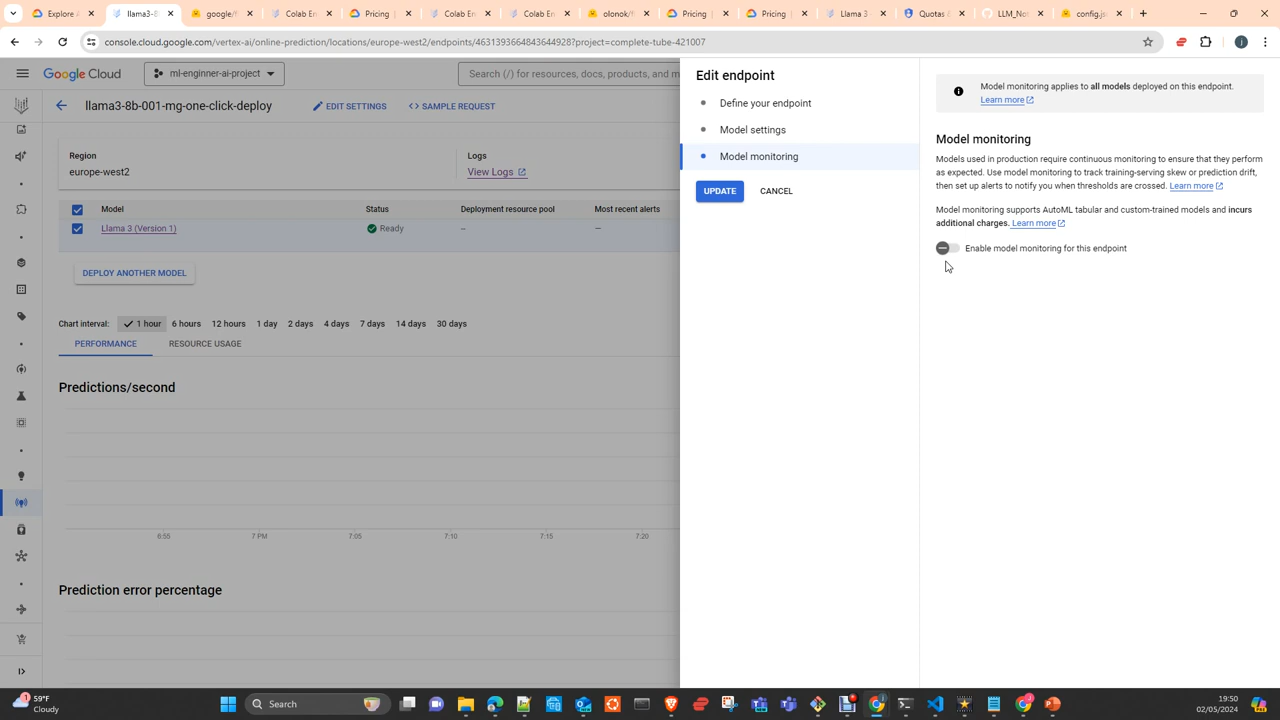 Explore A
llama3-8b
google/f
Colab En
Pricing
Colab En
Colab En
olonok/t
Pricing
Pricing
Llama 3
Quotas &
LLM_Not
config.js
console.cloud.google.com/vertex-ai/online-prediction/locations/europe-west2/endpoints/4631393664843644928?project=complete-tube-421007
Google Cloud
ml-enginner-ai-project
Search (/) for resources, docs, products, and m
llama3-8b-001-mg-one-click-deploy
EDIT SETTINGS
<> SAMPLE REQUEST
Region
europe-west2
Logs
View Logs
Model Status Deployment resource pool Most recent alerts
Llama 3 (Version 1) Ready – —
DEPLOY ANOTHER MODEL
Chart interval: 1 hour 6 hours 12 hours 1 day 2 days 4 days 7 days 14 days 30 days
PERFORMANCE RESOURCE USAGE
Predictions/second
6:55 7 PM 7:05 7:10 7:15 7:20
Prediction error percentage
Edit endpoint
Define your endpoint
Model settings
Model monitoring
UPDATE CANCEL
Model monitoring applies to all models deployed on this endpoint.
Learn more
Model monitoring
Models used in production require continuous monitoring to ensure that they perform
as expected. Use model monitoring to track training-serving skew or prediction drift,
then set up alerts to notify you when thresholds are crossed. Learn more
Model monitoring supports AutoML tabular and custom-trained models and incurs
additional charges. Learn more
Enable model monitoring for this endpoint
1
59°F
Cloudy
Search
19:50
02/05/2024